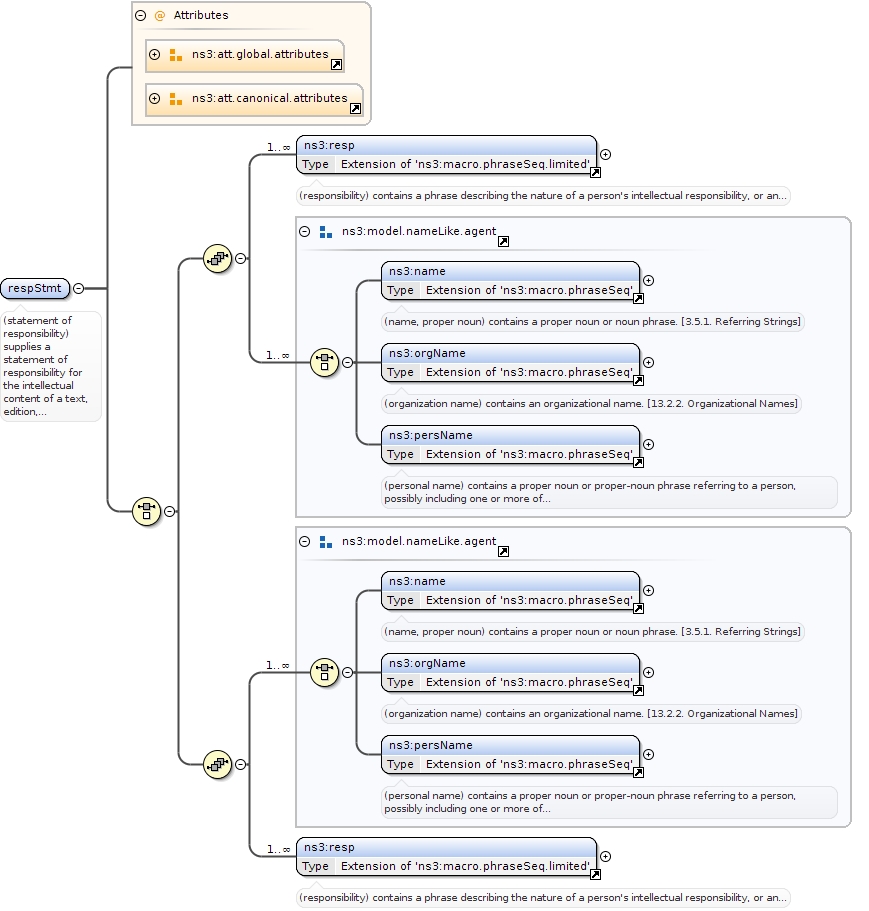 Attributes
ns3:att.global.attributes
ns3:att.canonical.attributes
1..∞
ns3:resp
Type Extension of 'ns3:macro.phraseSeq.limited'
(responsibility) contains a phrase describing the nature of a person's intellectual responsibility, or an...
ns3:model.nameLike.agent
ns3:name
Type Extension of 'ns3:macro.phraseSeq'
(name, proper noun) contains a proper noun or noun phrase. [3.5.1. Referring Strings]
1..∞
ns3:orgName
Type Extension of 'ns3:macro.phraseSeq'
(organization name) contains an organizational name. [13.2.2. Organizational Names]
ns3:persName
Type Extension of 'ns3:macro.phraseSeq'
(personal name) contains a proper noun or proper-noun phrase referring to a person,
possibly including one or more of...
respStmt
(statement of
responsibility)
supplies a
statement of
responsibility for
the intellectual
content of a text,
edition,...
ns3:model.nameLike.agent
ns3:name
Type Extension of 'ns3:macro.phraseSeq'
(name, proper noun) contains a proper noun or noun phrase. [3.5.1. Referring Strings]
1..∞
ns3:orgName
Type Extension of 'ns3:macro.phraseSeq'
(organization name) contains an organizational name. [13.2.2. Organizational Names]
ns3:persName
Type Extension of 'ns3:macro.phraseSeq'
(personal name) contains a proper noun or proper-noun phrase referring to a person,
possibly including one or more of...
1..∞
ns3:resp
Type Extension of 'ns3:macro.phraseSeq.limited'
(responsibility) contains a phrase describing the nature of a person's intellectual responsibility, or an...